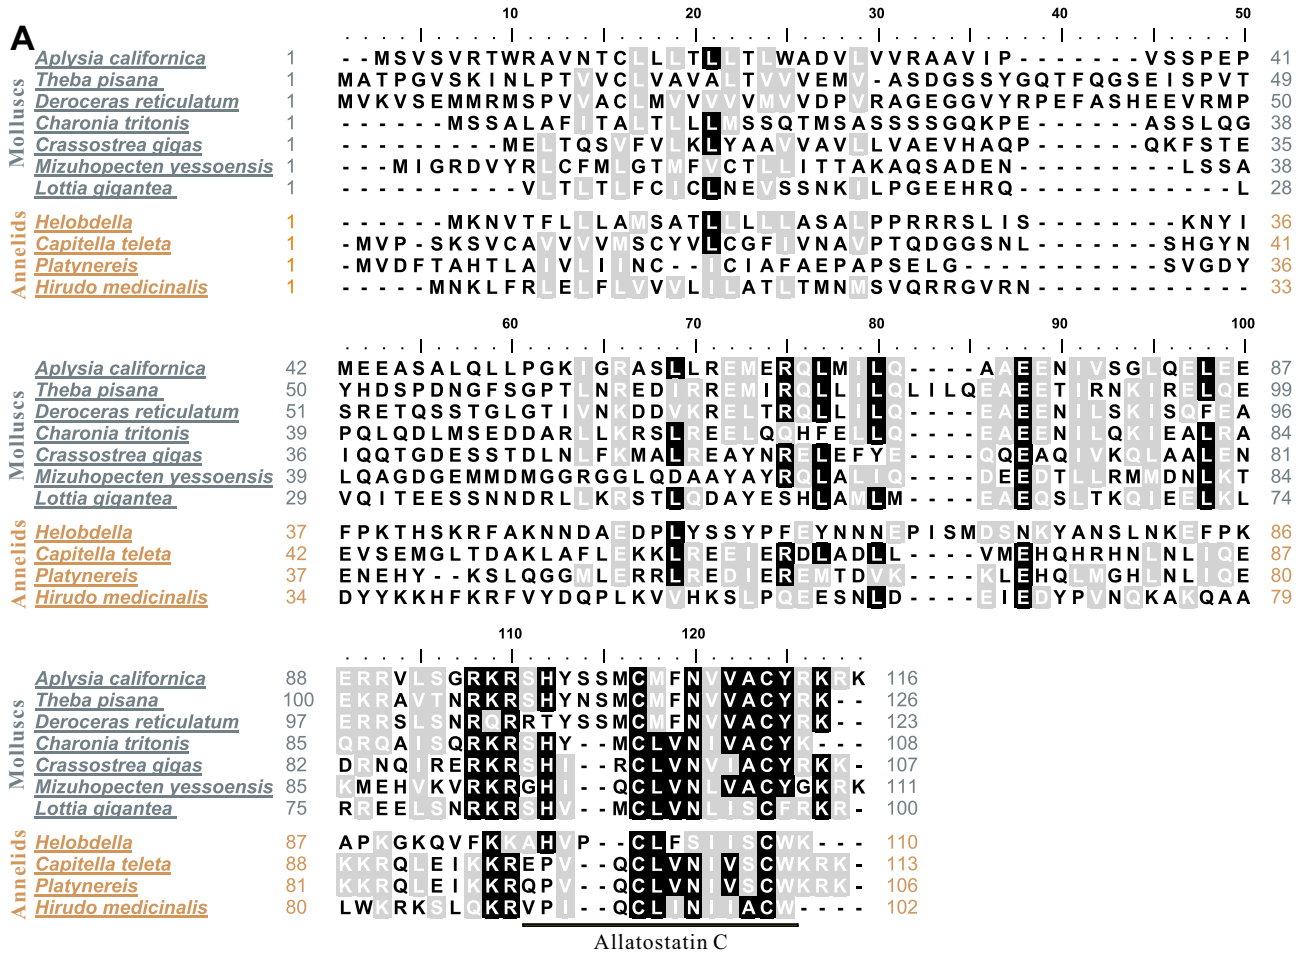 A
10 20 30 40 50
Molluscs
Aplysia californica 1 --MSVSVRTWRAVNTCLLLTLLTLWADVLVVRAAVIP-------VSSPEP 41
Theba pisana 1 MATPGVSKINLPTVVCLVAVALTVVVEMV-ASDGSSYGQTFQGSEISPVT 49
Deroceras reticulatum 1 MVKVSEMMRMSPVVACLMVVVVVMVVDPVRAGEGGVYRPEFASHEEVRMP 50
Charonia tritonis 1 ------MSSALAFITALTLLLMSSQTMSASSSSGQKPE------ASSLQG 38
Crassostrea gigas 1 ---------MELTQSVFVLKLYAAVVAVLLVAEVHAQP------QKFSTE 35
Mizuhopecten yessoensis 1 ---MIGRDVYRLCFMLGTMFVCTLLITTAKAQSADEN---------LSSA 38
Lottia gigantea 1 ----------VLTLTLFCICLNEVSSNKILPGEEHRQ------------L 28
Annelids
Helobdella 1 ------MKNVTFLLLAMSATLLLLLASALPPRRRSLIS--------KNYI 36
Capitella teleta 1 -MVP-SKSVCAVVVVMSCYVLCGFIVNAVPTQDGGSNL-------SHGYN 41
Platynereis 1 -MVDFTAHTLAIVLIINC--ICIAFAEPAPSELG-----------SVGDY 36
Hirudo medicinalis 1 -----MNKLFRLELFLVVVLILATLTMNMSVQRRGVRN------------ 33
60 70 80 90 100
Molluscs
Aplysia californica 42 MEEASALQLLPGKIGRASLLREMERQLMILQ----AAEENIVSGLQELEE 87
Theba pisana 50 YHDSPDNGFSGPTLNREDIRREMIRQLLILQLILQEAEETIRNKIRELQE 99
Deroceras reticulatum 51 SRETQSSTGLGTIVNKDDVKRELTRQLLILQ----EAEENILSKISQFEA 96
Charonia tritonis 39 PQLQDLMSEDDARLLKRSLREELQQHFELLQ----EAEENILQKIEALRA 84
Crassostrea gigas 36 IQQTGDESSTDLNLFKMALREAYNRELEFYE----QQEAQIVKQLAALEN 81
Mizuhopecten yessoensis 39 LQAGDGEMMDMGGRGGLQDAAYAYRQLALIQ----DEEDTLLRMMDNLKT 84
Lottia gigantea 29 VQITEESSNNDRLLKRSTLQDAYESHLAMLM----EAEQSLTKQIEELKL 74
Annelids
Helobdella 37 FPKTHSKRFAKNNDAEDPLYSSYPFEYNNNEPISMDSNKYANSLNKEFPK 86
Capitella teleta 42 EVSEMGLTDAKLAFLEKKLREEIERDLADLL----VMEHQHRHNLNLIQE 87
Platynereis 37 ENEHY--KSLQGGMLERRLREDIEREMTDVK----KLEHQLMGHLNLIQE 80
Hirudo medicinalis 34 DYYKKHFKRFVYDQPLKVVHKSLPQEESNLD----EIEDYPVNQKAKQAA 79
110 120
Molluscs
Aplysia californica 88 ERRVLSGRKRSHYSSMCMFNVVACYRKRK 116
Theba pisana 100 EKRAVTNRKRSHYNSMCMFNVVACYRK-- 126
Deroceras reticulatum 97 ERRSLSNRQRRTYSSMCMFNVVACYRK-- 123
Charonia tritonis 85 QRQAISQRKRSHY--MCLVNIVACYK--- 108
Crassostrea gigas 82 DRNQIRERKRSHI--RCLVNVIACYRKK- 107
Mizuhopecten yessoensis 85 KMEHVKVRKRGHI--QCLVNLVACYGKRK 111
Lottia gigantea 75 RREELSNRKRSHV--MCLVNLISCFRKR- 100
Annelids
Helobdella 87 APKGKQVFKKAHVP--CLFSIISCWK--- 110
Capitella teleta 88 KKRQLEIKKREPV--QCLVNIVSCWKRK- 113
Platynereis 81 KKRQLEIKKRQPV--QCLVNIVSCWKRK- 106
Hirudo medicinalis 80 LWKRKSLQKRVPI--QCLINIIACW---- 102
Allatostatin C